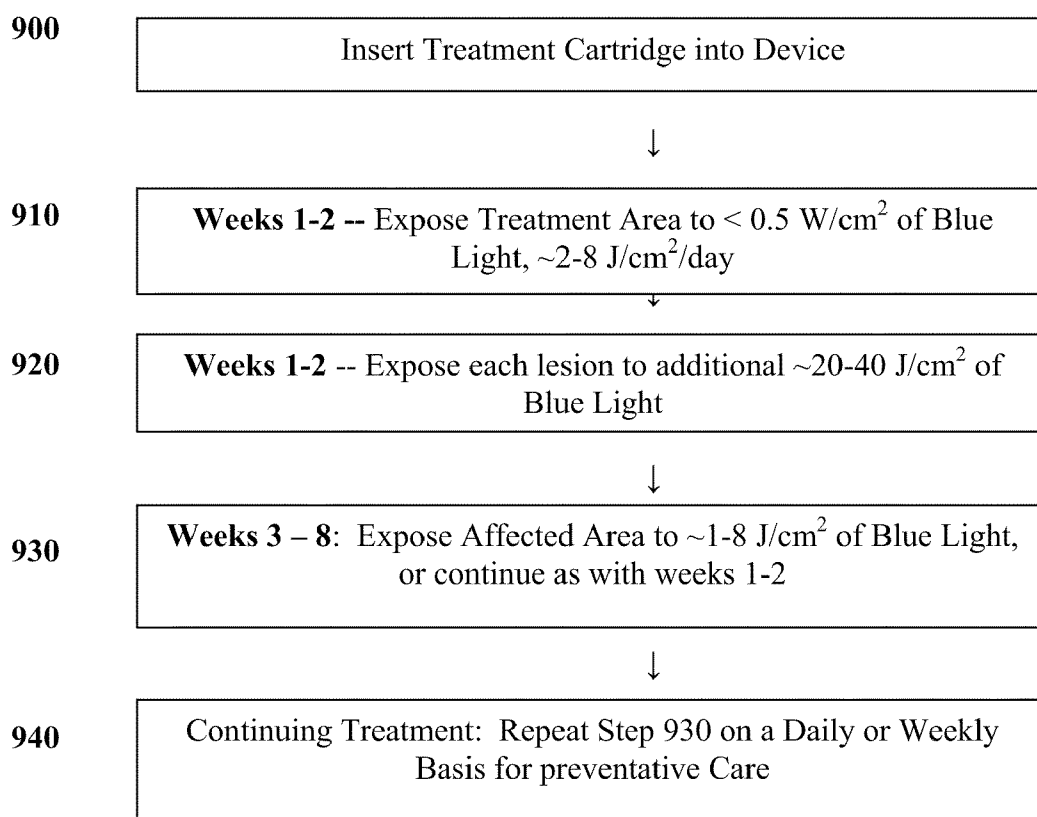 900
Insert Treatment Cartridge into Device
↓
910
Weeks 1-2 -- Expose Treatment Area to < 0.5 W/cm² of Blue
Light, ~2-8 J/cm²/day
↓
920
Weeks 1-2 -- Expose each lesion to additional ~20-40 J/cm² of
Blue Light
↓
930
Weeks 3 – 8: Expose Affected Area to ~1-8 J/cm² of Blue Light,
or continue as with weeks 1-2
↓
940
Continuing Treatment: Repeat Step 930 on a Daily or Weekly
Basis for preventative Care